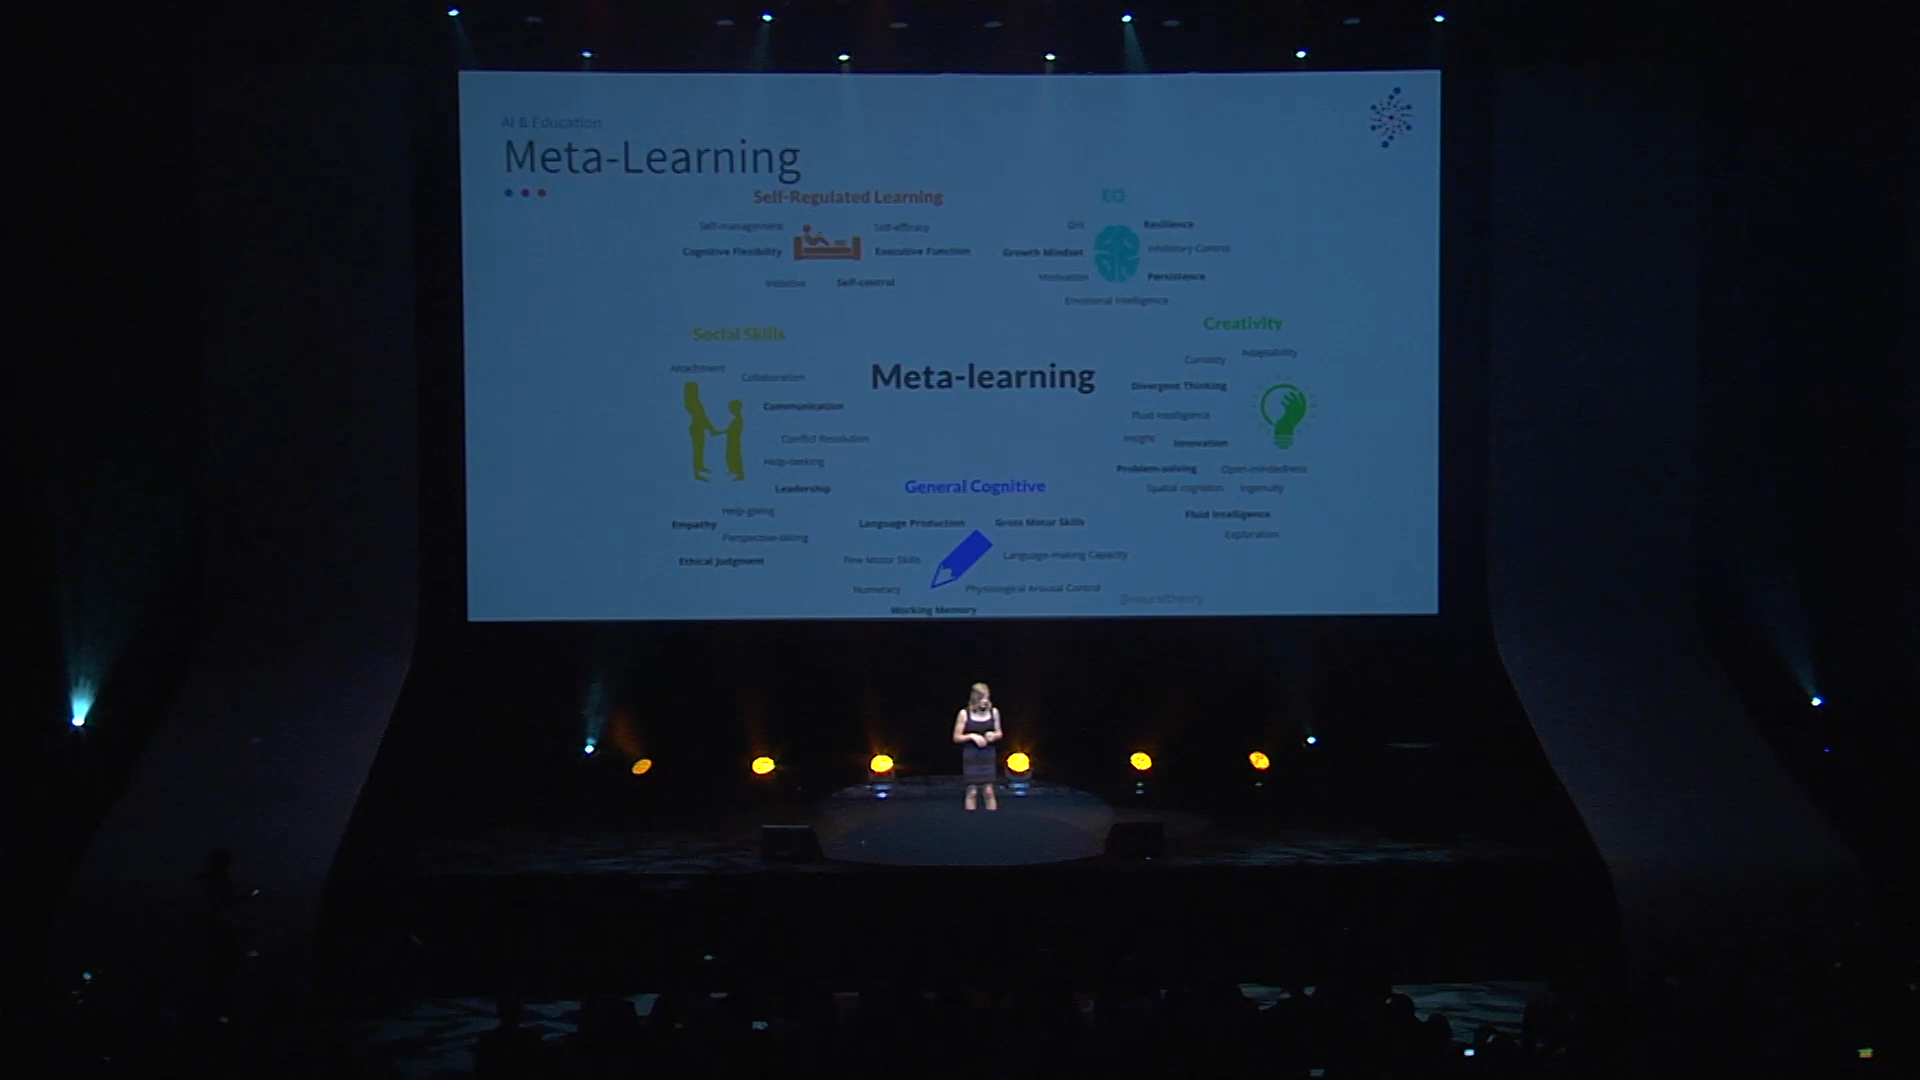 AI & Education
Meta-Learning
Self-Regulated Learning
Self-management
Self-efficacy
Cognitive Flexibility
Executive Function
Initiative
Self-control
EQ
Grit
Resilience
Growth Mindset
Inhibitory Control
Motivation
Persistence
Emotional Intelligence
Social Skills
Attachment
Collaboration
Communication
Conflict Resolution
Help-seeking
Leadership
Help-giving
Empathy
Perspective-taking
Ethical Judgment
Meta-learning
Creativity
Curiosity
Adaptability
Divergent Thinking
Fluid Intelligence
Insight
Innovation
Problem-solving
Open-mindedness
Spatial cognition
Ingenuity
Fluid Intelligence
Exploration
General Cognitive
Language Production
Gross Motor Skills
Fine Motor Skills
Language-making Capacity
Numeracy
Physiological Arousal Control
Working Memory
@neuraltheory